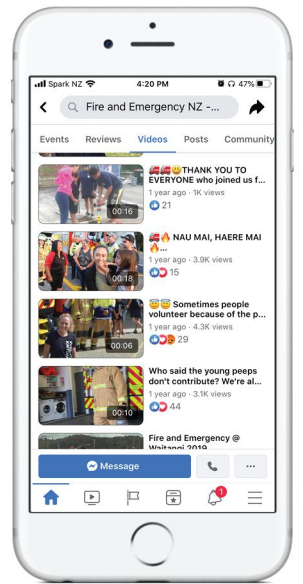 Spark NZ 4:20 PM 47%
Fire and Emergency NZ -...
Events Reviews Videos Posts Community
🚒🚒😀THANK YOU TO
EVERYONE who joined us f...
1 year ago · 1K views
21
00:16
🚒🔥 NAU MAI, HAERE MAI
🔥...
1 year ago · 3.9K views
15
00:18
😇😇 Sometimes people
volunteer because of the p...
1 year ago · 4.3K views
29
00:06
Who said the young peeps
don't contribute? We're al...
1 year ago · 3.1K views
44
00:10
Fire and Emergency @
Waitangi 2019
Message
1